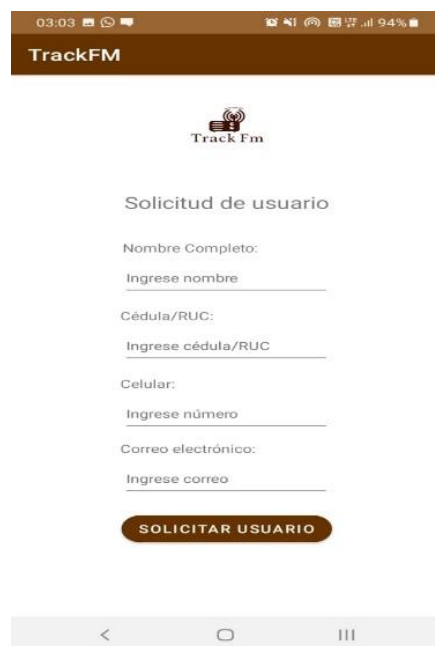 03:03 94%
TrackFM
Track Fm
Solicitud de usuario
Nombre Completo:
Ingrese nombre
Cédula/RUC:
Ingrese cédula/RUC
Celular:
Ingrese número
Correo electrónico:
Ingrese correo
SOLICITAR USUARIO